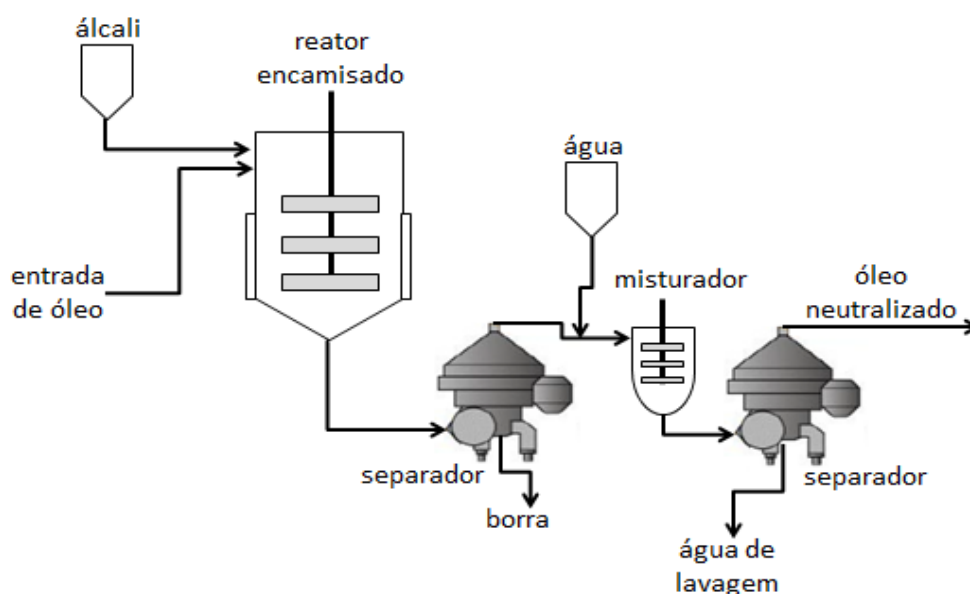 álcali
reator
encamisado
água
entrada
de óleo
misturador
óleo
neutralizado
separador
borra
separador
água de
lavagem